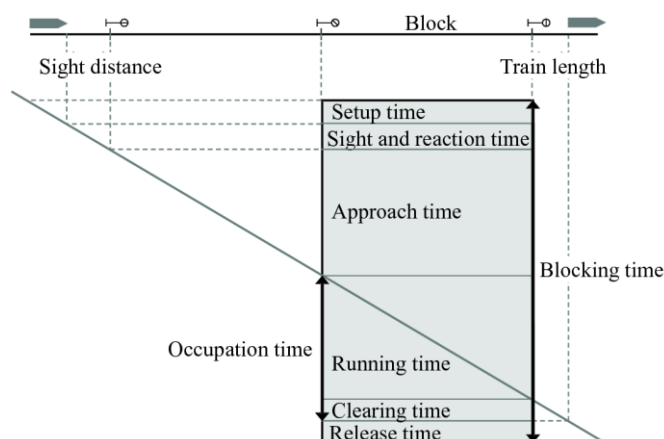 Block
Sight distance
Train length
Setup time
Sight and reaction time
Approach time
Blocking time
Occupation time
Running time
Clearing time
Release time